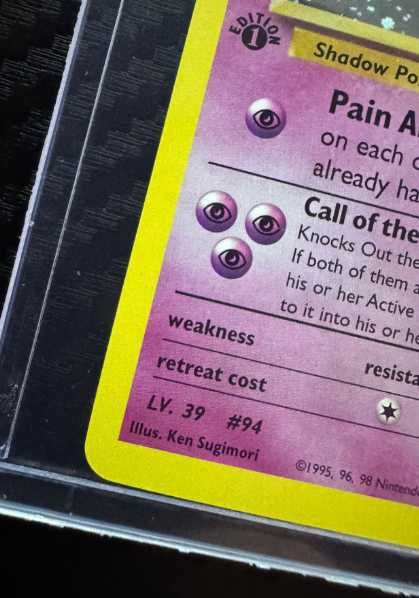 EDITION
1
Shadow Po
Pain A
on each
already ha
Call of the
Knocks Out the
If both of them a
his or her Active
to it into his or he
weakness
resista
retreat cost
LV. 39 #94
Illus. Ken Sugimori
©1995, 96, 98 Nintend